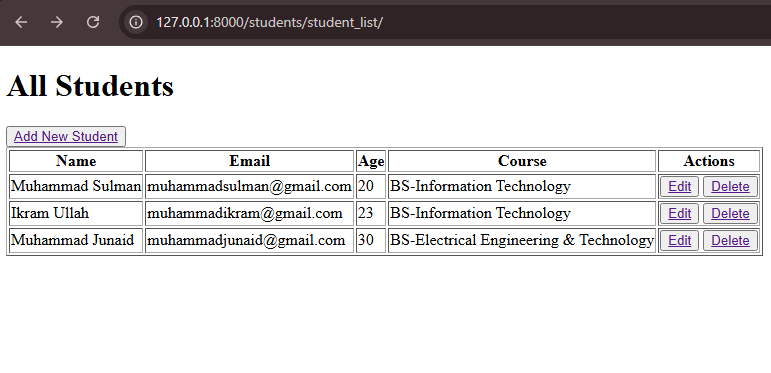 127.0.0.1:8000/students/student_list/
All Students
Add New Student
Name Email Age Course Actions
Muhammad Sulman muhammadsulman@gmail.com 20 BS-Information Technology Edit Delete
Ikram Ullah muhammadikram@gmail.com 23 BS-Information Technology Edit Delete
Muhammad Junaid muhammadjunaid@gmail.com 30 BS-Electrical Engineering & Technology Edit Delete